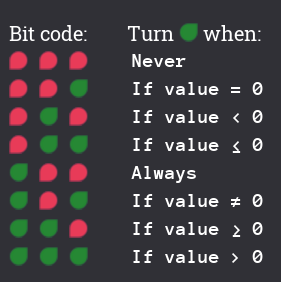 Bit code: Turn when:
Never
If value = 0
If value < 0
If value ≤ 0
Always
If value ≠ 0
If value ≥ 0
If value > 0